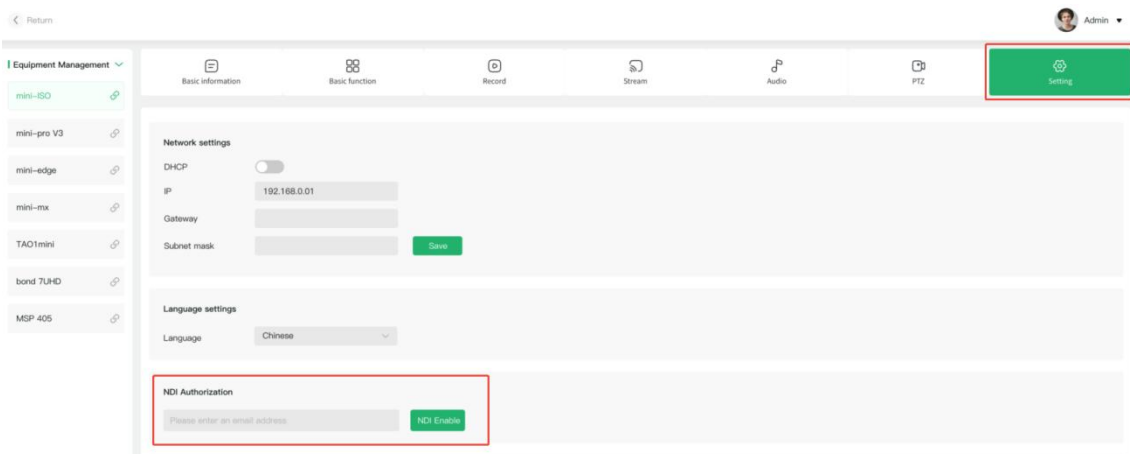 Return
Admin
Equipment Management
Basic information
Basic function
Record
Stream
Audio
PTZ
Setting
mini-ISO
mini-pro V3
mini-edge
mini-mx
TAO1mini
bond 7UHD
MSP 405
Network settings
DHCP
IP 192.168.0.01
Gateway
Subnet mask Save
Language settings
Language Chinese
NDI Authorization
Please enter an email address NDI Enable